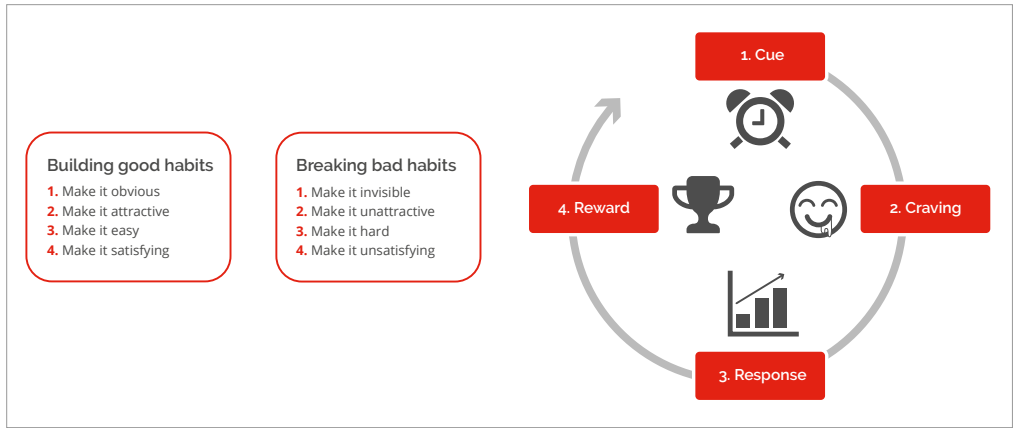 Building good habits
1. Make it obvious
2. Make it attractive
3. Make it easy
4. Make it satisfying
Breaking bad habits
1. Make it invisible
2. Make it unattractive
3. Make it hard
4. Make it unsatisfying
1. Cue
2. Craving
3. Response
4. Reward